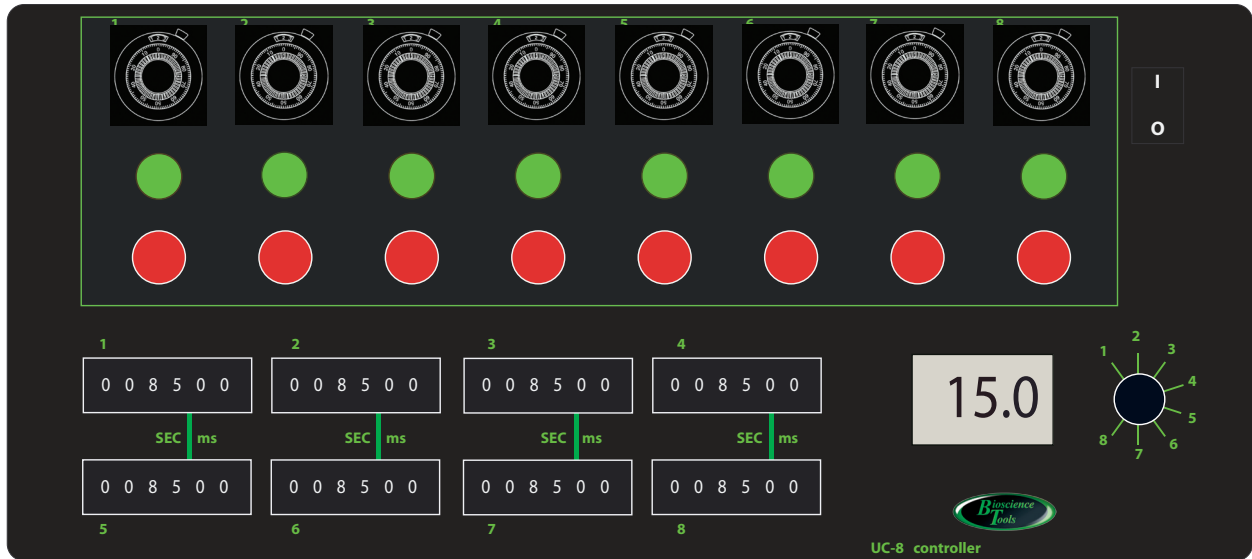 1 2 3 4 5 6 7 8
I
O
1 2 3 4
0 0 8 5 0 0 0 0 8 5 0 0 0 0 8 5 0 0 0 0 8 5 0 0
SEC ms SEC ms SEC ms SEC ms
0 0 8 5 0 0 0 0 8 5 0 0 0 0 8 5 0 0 0 0 8 5 0 0
5 6 7 8
15.0
1
2
3
4
5
6
7
8
Bioscience
Tools
UC-8 controller